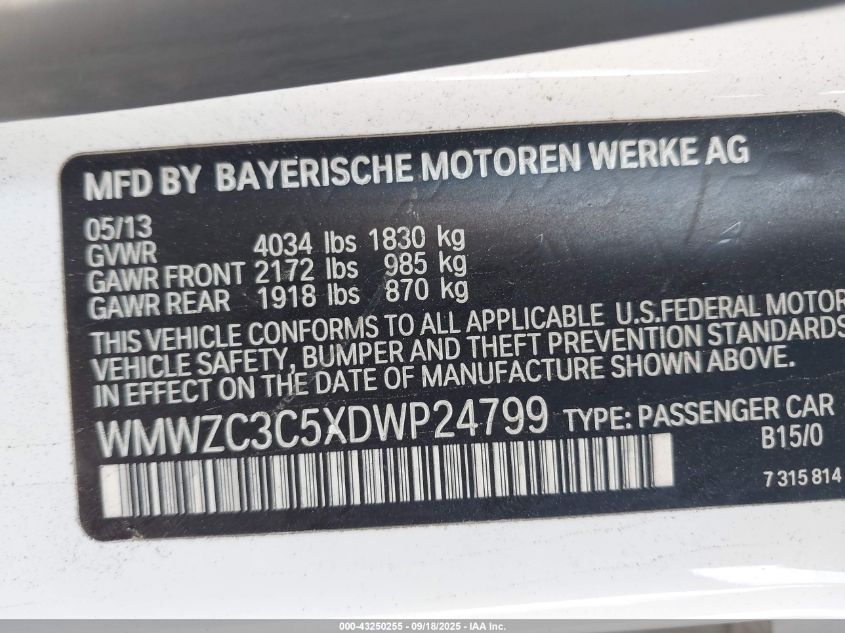 MFD BY BAYERISCHE MOTOREN WERKE AG
05/13
GVWR 4034 lbs 1830 kg
GAWR FRONT 2172 lbs 985 kg
GAWR REAR 1918 lbs 870 kg
THIS VEHICLE CONFORMS TO ALL APPLICABLE U.S.FEDERAL MOTOR
VEHICLE SAFETY, BUMPER AND THEFT PREVENTION STANDARDS
IN EFFECT ON THE DATE OF MANUFACTURE SHOWN ABOVE.
WMWZC3C5XDWP24799 TYPE: PASSENGER CAR
B15/0
7 315 814
000-43250255 - 09/18/2025 - IAA Inc.